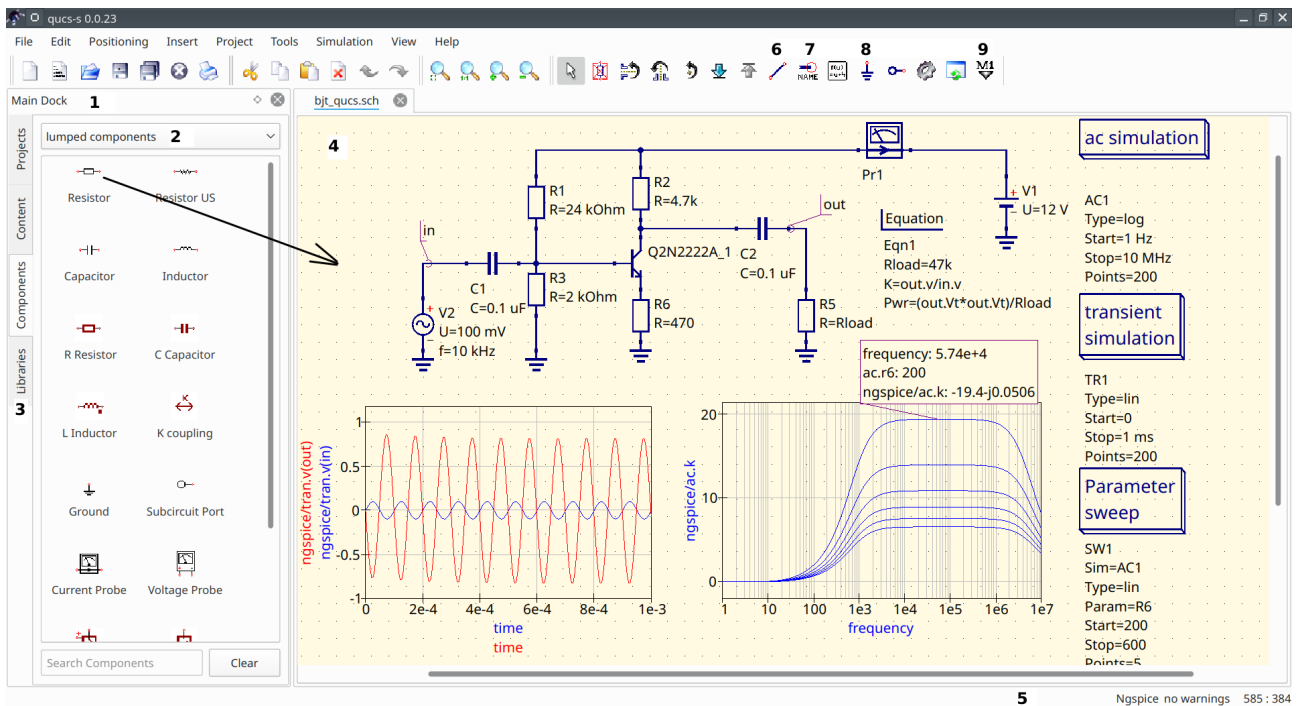 qucs-s 0.0.23
File Edit Positioning Insert Project Tools Simulation View Help
6 7 8 9
NAME
M1
Main Dock 1
bjt_qucs.sch
Projects
Content
Components
Libraries
3
lumped components 2
Resistor Resistor US
Capacitor Inductor
R Resistor C Capacitor
K
L Inductor K coupling
Ground Subcircuit Port
Current Probe Voltage Probe
Search Components Clear
4
Pr1
R1
R=24 kOhm
R2
R=4.7k
in
out
V1
U=12 V
Equation
Eqn1
Rload=47k
K=out.v/in.v
Pwr=(out.Vt*out.Vt)/Rload
Q2N2222A_1
C2
C=0.1 uF
C1
C=0.1 uF
R3
R=2 kOhm
V2
U=100 mV
f=10 kHz
R6
R=470
R5
R=Rload
frequency: 5.74e+4
ac.r6: 200
ngspice/ac.k: -19.4-j0.0506
ngspice/tran.v(out)
ngspice/tran.v(in)
1
0.5
0
-0.5
-1
0 2e-4 4e-4 6e-4 8e-4 1e-3
time
time
ngspice/ac.k
20
10
0
1 10 100 1e3 1e4 1e5 1e6 1e7
frequency
ac simulation
AC1
Type=log
Start=1 Hz
Stop=10 MHz
Points=200
transient
simulation
TR1
Type=lin
Start=0
Stop=1 ms
Points=200
Parameter
sweep
SW1
Sim=AC1
Type=lin
Param=R6
Start=200
Stop=600
Points=5
5
Ngspice no warnings 585 : 384